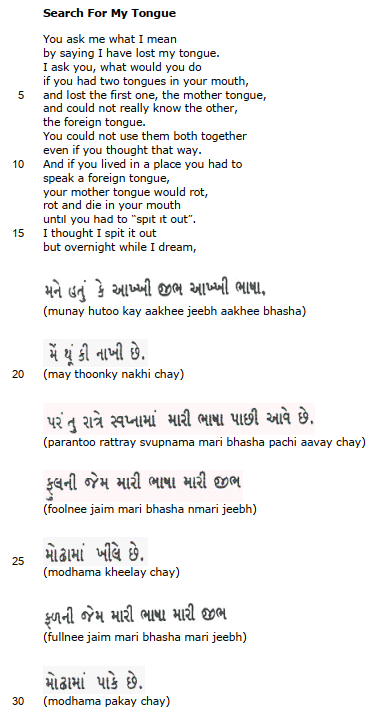 Search For My Tongue
You ask me what I mean
by saying I have lost my tongue.
I ask you, what would you do
if you had two tongues in your mouth,
5 and lost the first one, the mother tongue,
and could not really know the other,
the foreign tongue.
You could not use them both together
even if you thought that way.
10 And if you lived in a place you had to
speak a foreign tongue,
your mother tongue would rot,
rot and die in your mouth
until you had to “spit it out”.
15 I thought I spit it out
but overnight while I dream,
મને હતું કે આખ્ખી જીભ આખ્ખી ભાષા,
(munay hutoo kay aakhee jeebh aakhee bhasha)
મેં થૂંકી નાખી છે.
20 (may thoonky nakhi chay)
પરંતુ રાત્રે સ્વપ્નામાં મારી ભાષા પાછી આવે છે.
(parantoo rattray svupnama mari bhasha pachi aavay chay)
ફુલની જેમ મારી ભાષા મારી જીભ
(foolnee jaim mari bhasha nmari jeebh)
25 મોઢામાં ખીલે છે.
(modhama kheelay chay)
ફળની જેમ મારી ભાષા મારી જીભ
(fullnee jaim mari bhasha mari jeebh)
મોઢામાં પાકે છે.
30 (modhama pakay chay)